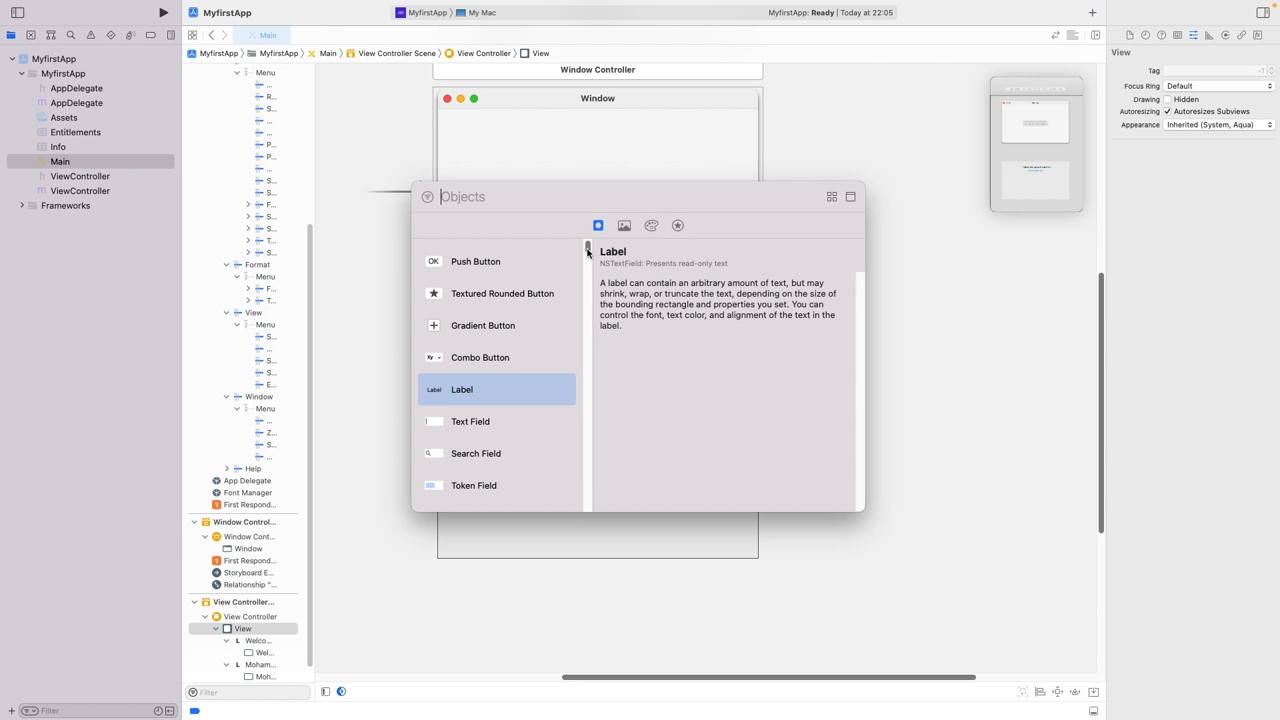 MyfirstApp
MyfirstApp 〉 My Mac
MyfirstApp: Ready | Today at 22:05
Main
MyfirstApp 〉 MyfirstApp 〉 Main 〉 View Controller Scene 〉 View Controller 〉 View
MyfirstApp
MyfirstApp
AppDelegate
AppDelegate
Assets
Entitlements
Info
Main
ViewController
ViewController
Frameworks
Filter
Menu
...
R...
S...
...
...
P...
P...
...
S...
S...
F...
S...
S...
T...
S...
Format
Menu
F...
T...
View
Menu
S...
...
S...
S...
E...
Window
Menu
...
Z...
S...
...
Help
App Delegate
Font Manager
First Respond...
Window Control...
Window Cont...
Window
First Respond...
Storyboard E...
Relationship "...
View Controller...
View Controller
View
Welco...
Wel...
Moham...
Moh...
Filter
Window Controller
Window
Objects
OK Push Button
Textured Rounded Button
Gradient Button
Combo Button
Label Label
Text Field
Search Field
Token Field
Label
NSTextField: Presents read-only text
A label can contain an arbitrary amount of text, but may
shrink, wrap, or truncate the text, depending on the size of
the bounding rectangle and properties you set. You can
control the font, text color, and alignment of the text in the
label.
View
Tag -1
Focus Ring Default
Drawing Hidden
Autoresizing Autoresizes Subviews
Appearance Inherited (System, Aqua)